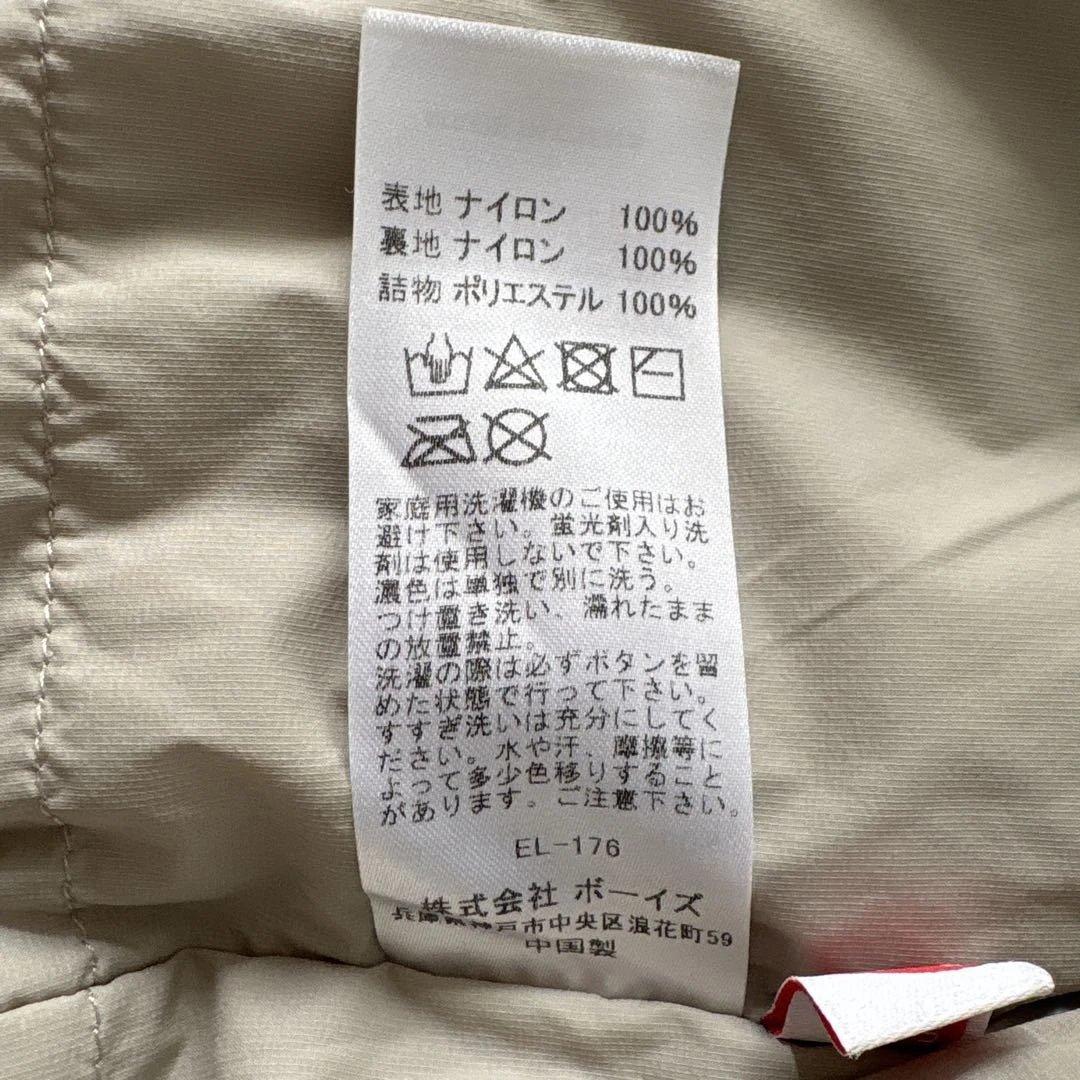 表地 ナイロン 100%
裏地 ナイロン 100%
詰物 ポリエステル 100%
家庭用洗濯機のご使用はお
避け下さい。蛍光剤入り洗
剤は使用しないで下さい。
濃色は単独で別に洗う。
つけ置き洗い、濡れたまま
の放置禁止。
洗濯の際は必ずボタンを留
めた状態で行って下さい。
すすぎ洗いは充分にしてく
ださい。水や汗、摩擦等に
よって多少色移りすること
があります。ご注意下さい。
EL-176
株式会社 ボーイズ
兵庫県神戸市中央区浪花町59
中国製